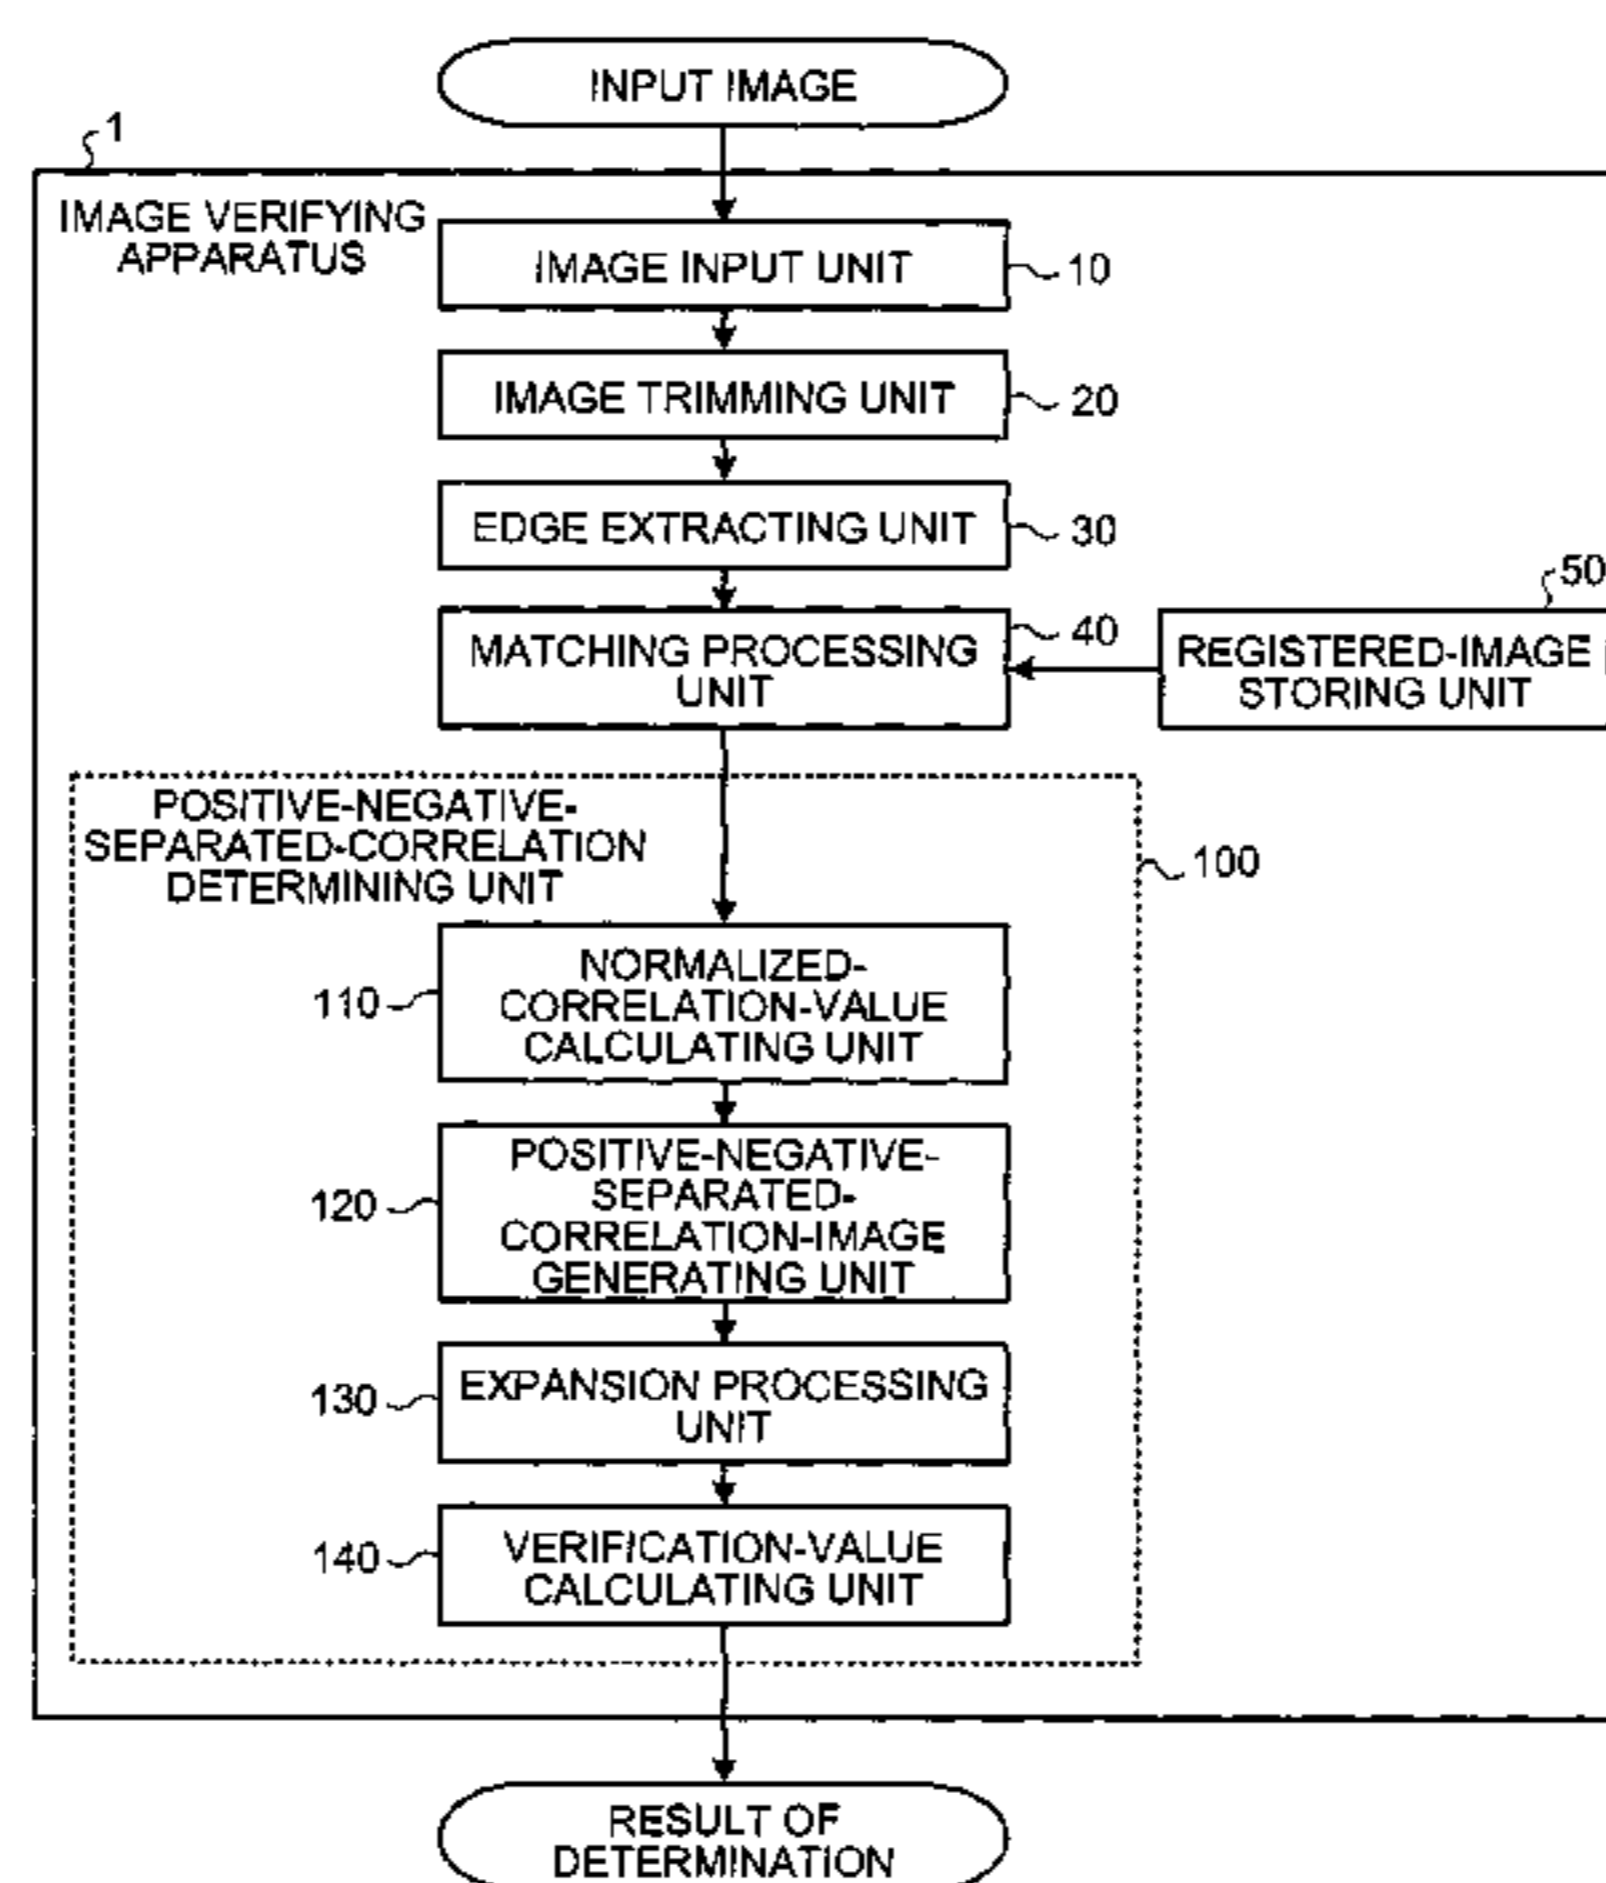 INPUT IMAGE
1
IMAGE VERIFYING
APPARATUS
IMAGE INPUT UNIT
10
IMAGE TRIMMING UNIT
20
EDGE EXTRACTING UNIT
30
MATCHING PROCESSING
UNIT
40
50
REGISTERED-IMAGE
STORING UNIT
POSITIVE-NEGATIVE-
SEPARATED-CORRELATION
DETERMINING UNIT
100
110
NORMALIZED-
CORRELATION-VALUE
CALCULATING UNIT
120
POSITIVE-NEGATIVE-
SEPARATED-
CORRELATION-IMAGE
GENERATING UNIT
130
EXPANSION PROCESSING
UNIT
140
VERIFICATION-VALUE
CALCULATING UNIT
RESULT OF
DETERMINATION